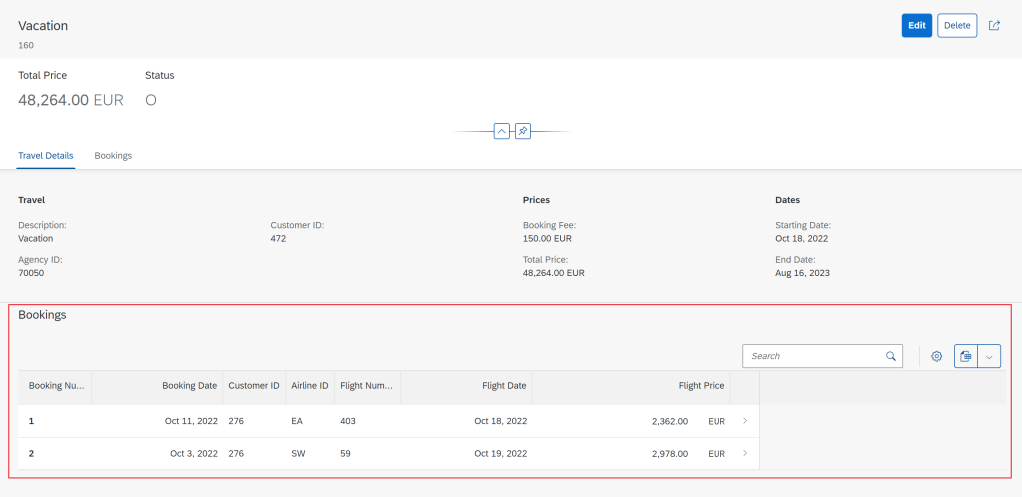 Vacation
Edit
Delete
160
Total Price
Status
48,264.00 EUR
O
Travel Details
Bookings
Travel
Prices
Dates
Description:
Customer ID:
Booking Fee:
Starting Date:
Vacation
472
150.00 EUR
Oct 18, 2022
Agency ID:
Total Price:
End Date:
70050
48,264.00 EUR
Aug 16, 2023
Bookings
Search
Booking Nu... Booking Date Customer ID Airline ID Flight Num... Flight Date Flight Price
1 Oct 11, 2022 276 EA 403 Oct 18, 2022 2,362.00 EUR
2 Oct 3, 2022 276 SW 59 Oct 19, 2022 2,978.00 EUR